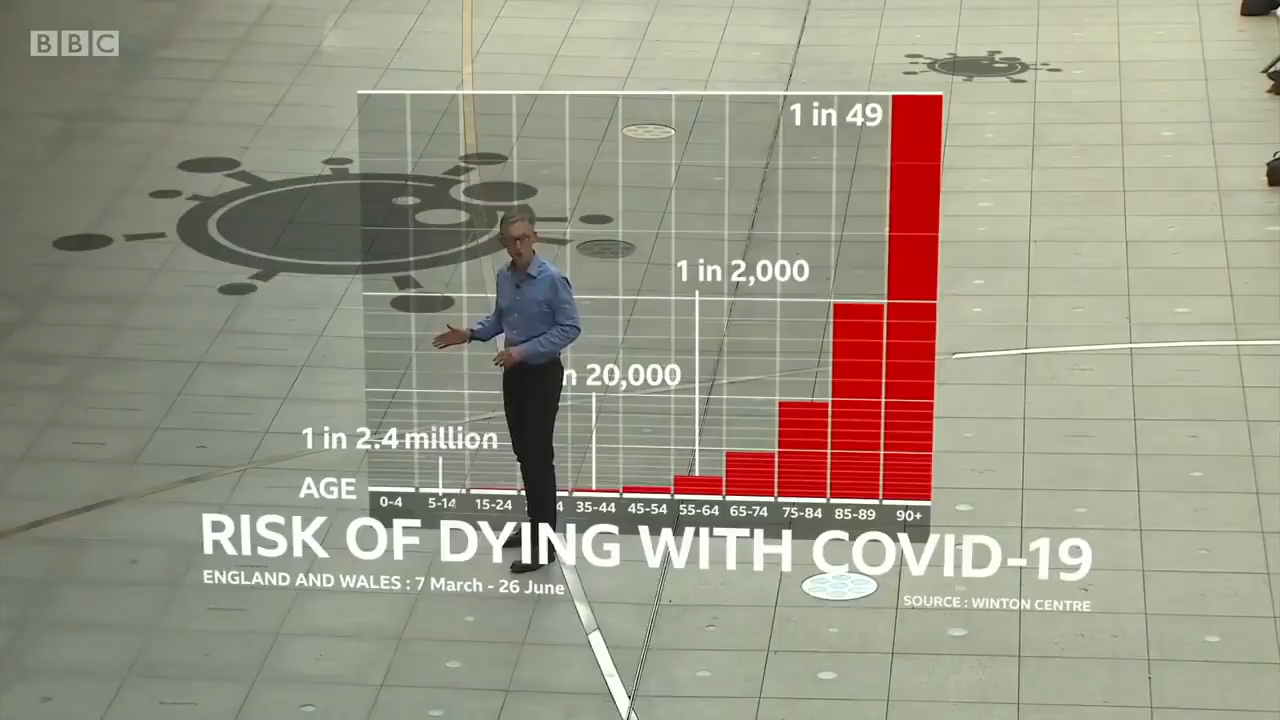 BBC
1 in 49
1 in 2,000
20,000
1 in 2.4 million
AGE
0-4 5-14 15-24 35-44 45-54 55-64 65-74 75-84 85-89 90+
RISK OF DYING WITH COVID-19
ENGLAND AND WALES : 7 March - 26 June
SOURCE : WINTON CENTRE